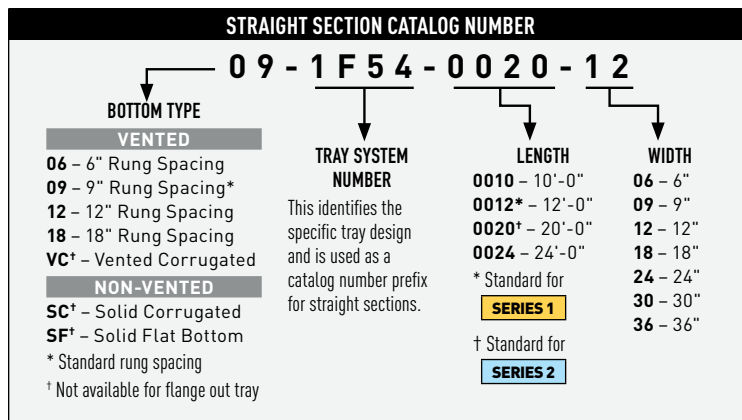 STRAIGHT SECTION CATALOG NUMBER
09-1F54-0020-12
BOTTOM TYPE
VENTED
06 – 6" Rung Spacing
09 – 9" Rung Spacing*
12 – 12" Rung Spacing
18 – 18" Rung Spacing
VC† – Vented Corrugated
NON-VENTED
SC† – Solid Corrugated
SF† – Solid Flat Bottom
* Standard rung spacing
† Not available for flange out tray
TRAY SYSTEM
NUMBER
This identifies the
specific tray design
and is used as a
catalog number prefix
for straight sections.
LENGTH
0010 – 10'-0"
0012* – 12'-0"
0020† – 20'-0"
0024 – 24'-0"
* Standard for
SERIES 1
† Standard for
SERIES 2
WIDTH
06 – 6"
09 – 9"
12 – 12"
18 – 18"
24 – 24"
30 – 30"
36 – 36"